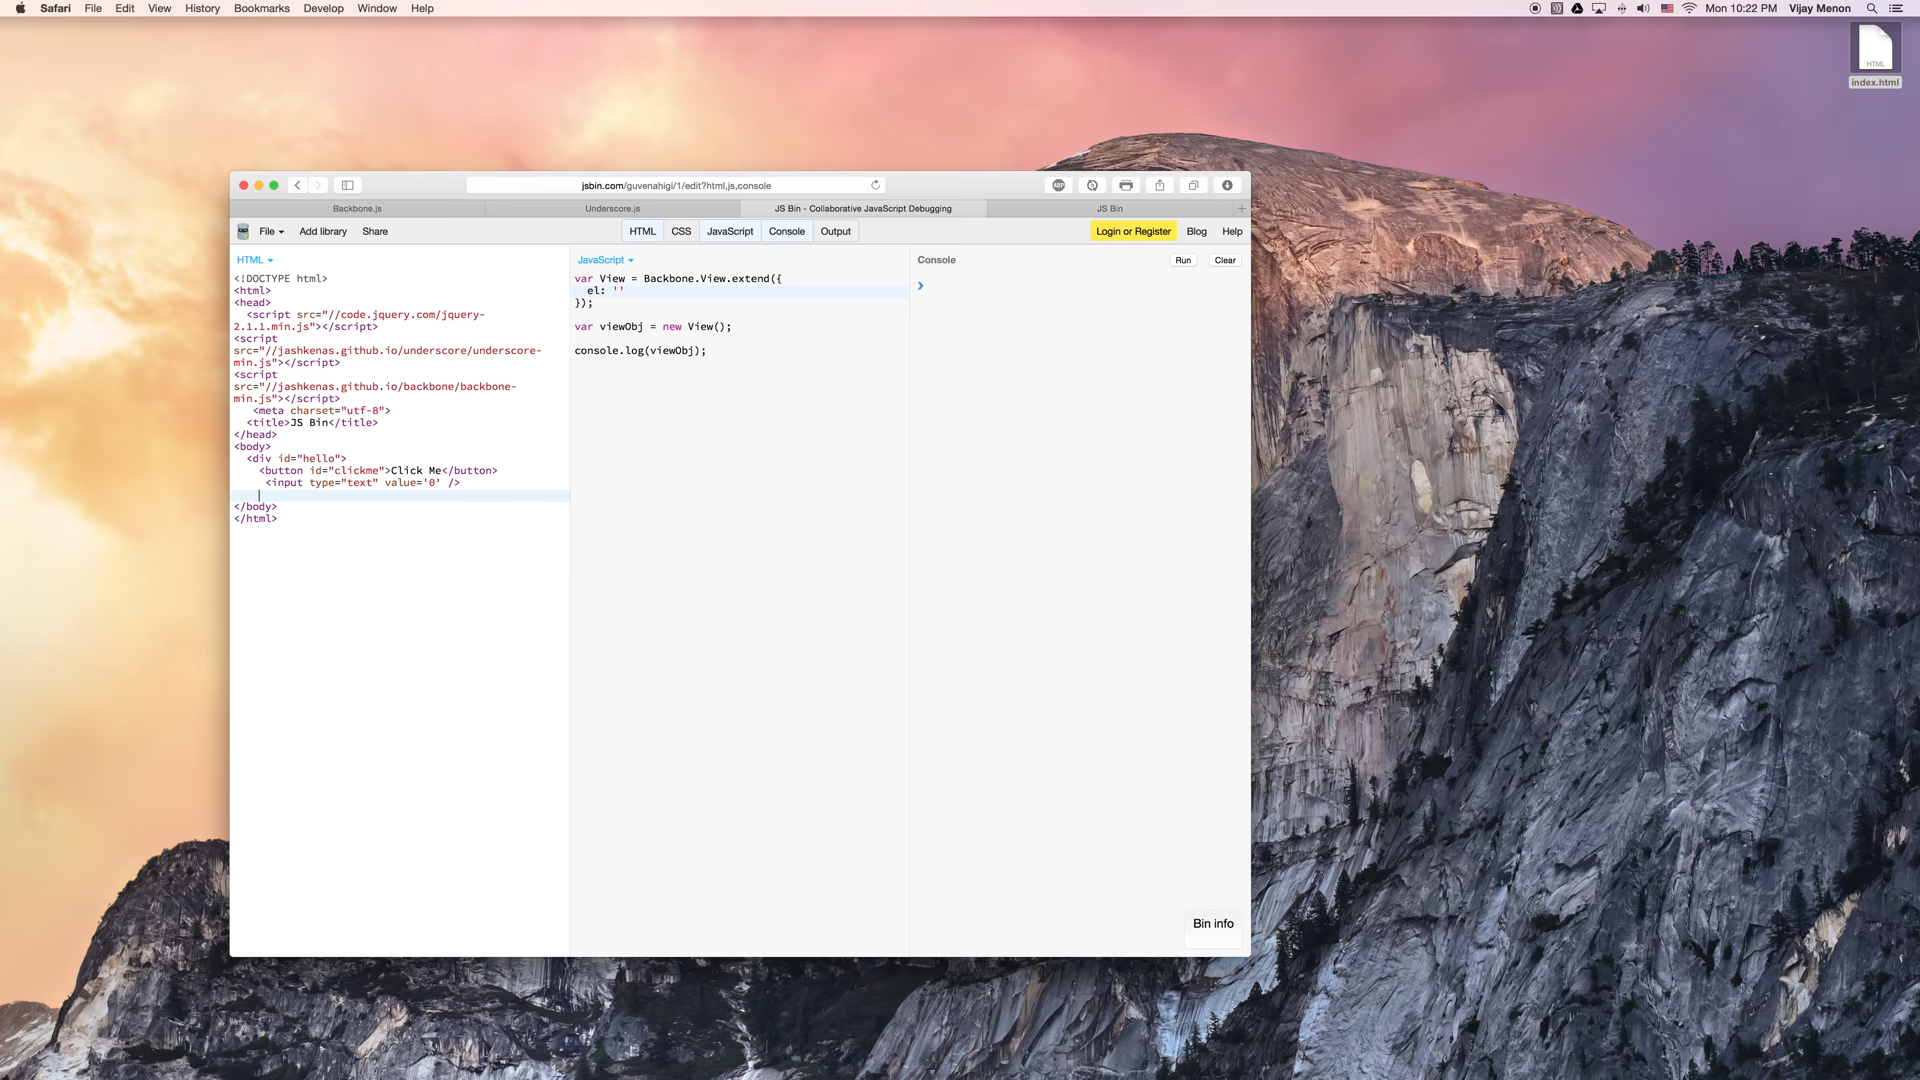 Safari File Edit View History Bookmarks Develop Window Help
Mon 10:22 PM Vijay Menon
HTML
index.html
jsbin.com/guvenahigi/1/edit?html,js,console
ABP
Backbone.js Underscore.js JS Bin - Collaborative JavaScript Debugging JS Bin +
File Add library Share HTML CSS JavaScript Console Output Login or Register Blog Help
HTML
<!DOCTYPE html>
<html>
<head>
<script src="//code.jquery.com/jquery-
2.1.1.min.js"></script>
<script
src="//jashkenas.github.io/underscore/underscore-
min.js"></script>
<script
src="//jashkenas.github.io/backbone/backbone-
min.js"></script>
<meta charset="utf-8">
<title>JS Bin</title>
</head>
<body>
<div id="hello">
<button id="clickme">Click Me</button>
<input type="text" value='0' />
</body>
</html>
JavaScript
var View = Backbone.View.extend({
el: ''
});
var viewObj = new View();
console.log(viewObj);
Console Run Clear
>
Bin info